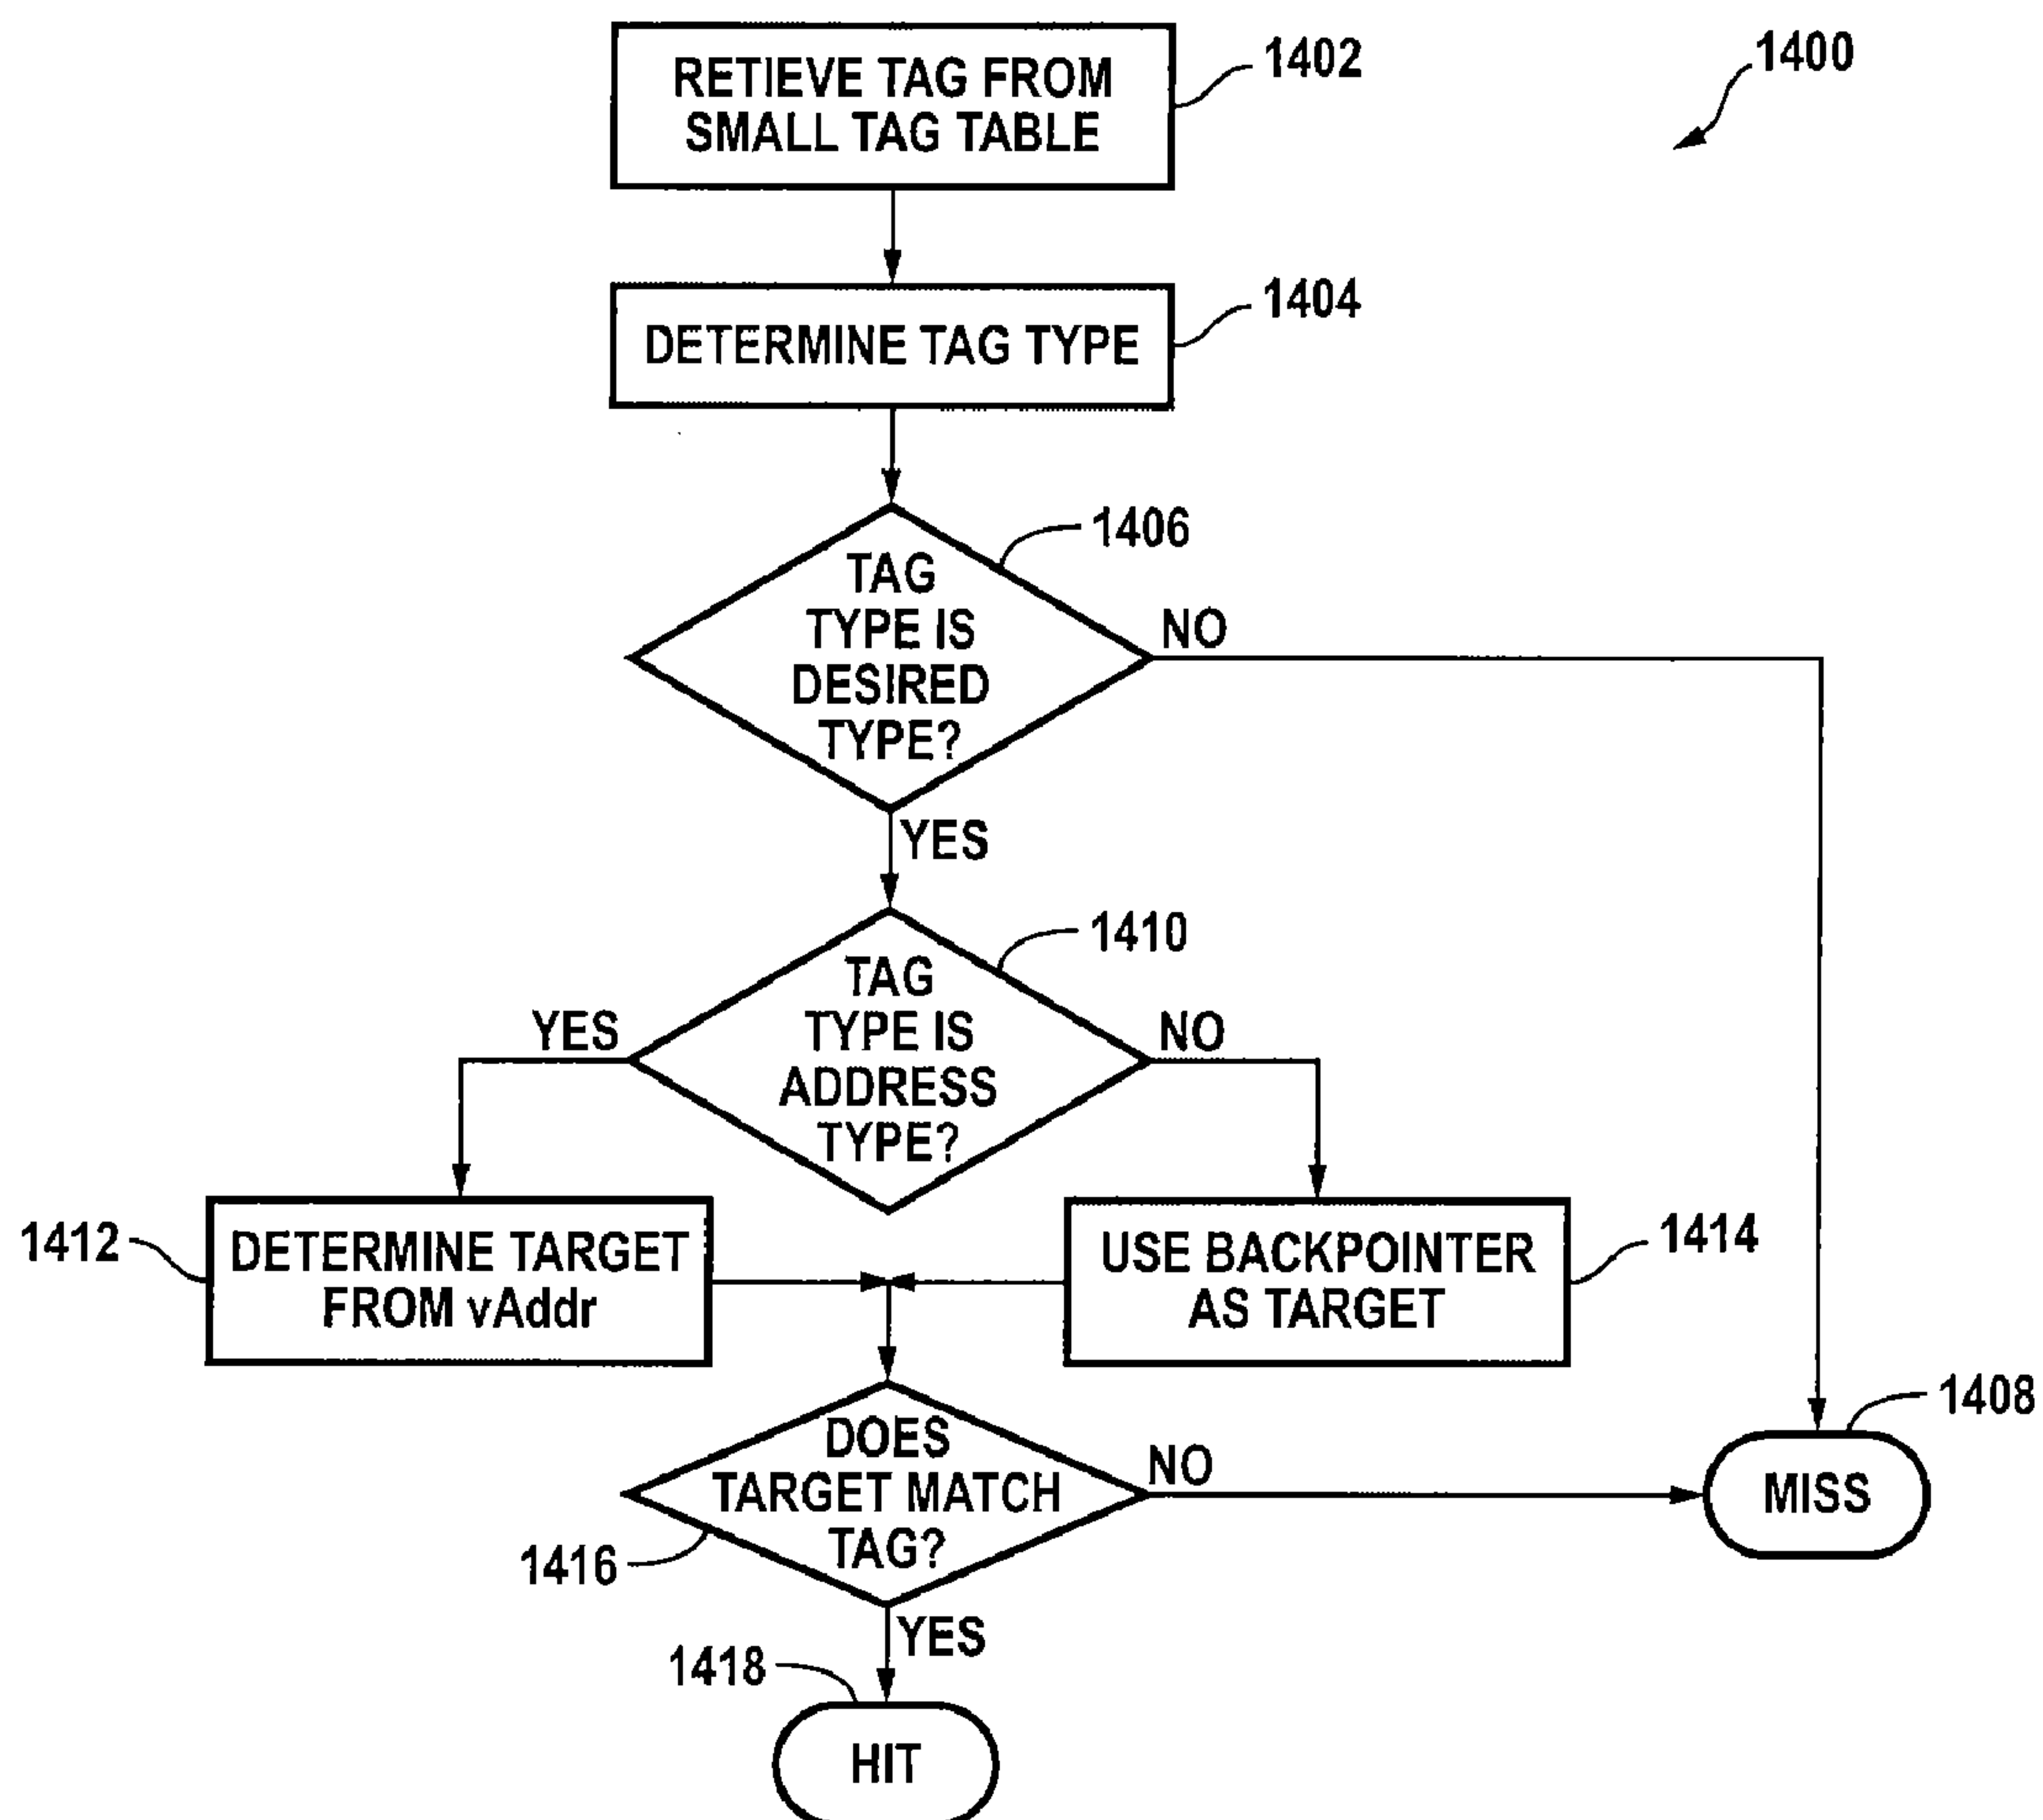 RETIEVE TAG FROM
SMALL TAG TABLE
1402
1400
DETERMINE TAG TYPE
1404
1406
TAG
TYPE IS
DESIRED
TYPE?
NO
YES
1410
TAG
TYPE IS
ADDRESS
TYPE?
YES
NO
1412
DETERMINE TARGET
FROM vAddr
USE BACKPOINTER
AS TARGET
1414
1408
DOES
TARGET MATCH
TAG?
NO
MISS
1416
YES
1418
HIT